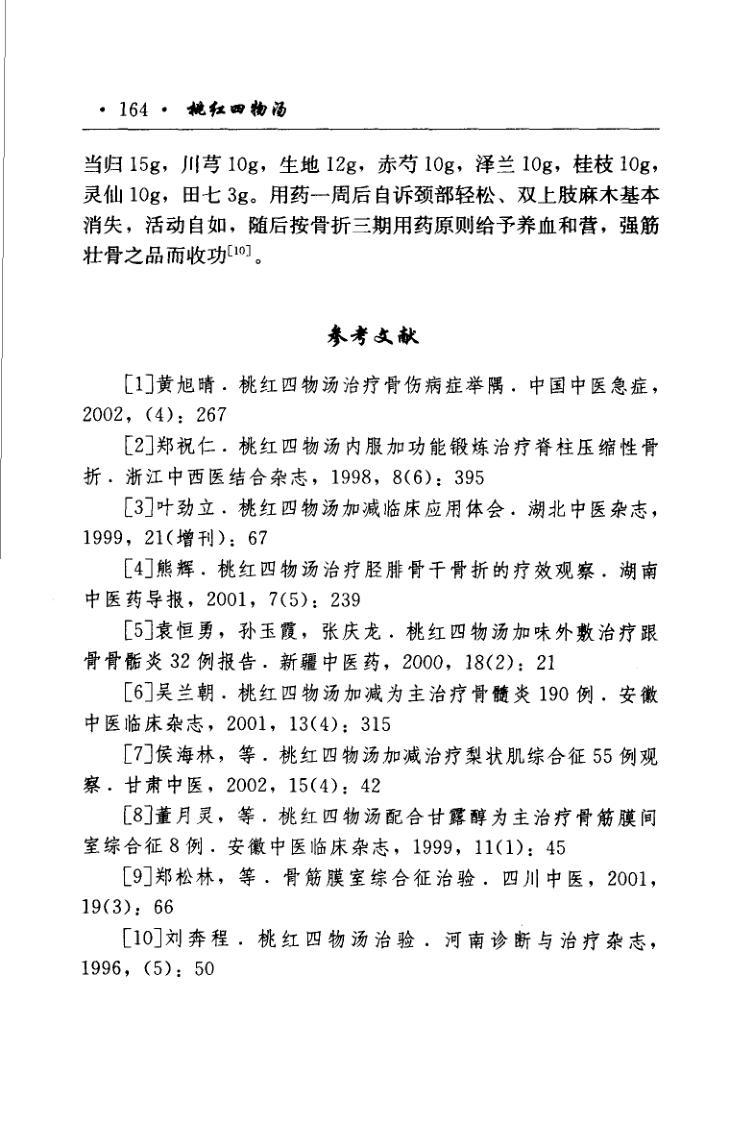 · 164 · 桃红四物汤
当归 15g，川芎 10g，生地 12g，赤芍 10g，泽兰 10g，桂枝 10g，
灵仙 10g，田七 3g。用药一周后自诉颈部轻松、双上肢麻木基本
消失，活动自如，随后按骨折三期用药原则给予养血和营，强筋
壮骨之品而收功[10]。
参考文献
[1]黄旭晴．桃红四物汤治疗骨伤病症举隅．中国中医急症，
2002，(4)：267
[2]郑祝仁．桃红四物汤内服加功能锻炼治疗脊柱压缩性骨
折．浙江中西医结合杂志，1998，8(6)：395
[3]叶劲立．桃红四物汤加减临床应用体会．湖北中医杂志，
1999，21(增刊)：67
[4]熊辉．桃红四物汤治疗胫腓骨干骨折的疗效观察．湖南
中医药导报，2001，7(5)：239
[5]袁恒勇，孙玉霞，张庆龙．桃红四物汤加味外敷治疗跟
骨骨骺炎 32 例报告．新疆中医药，2000，18(2)：21
[6]吴兰朝．桃红四物汤加减为主治疗骨髓炎 190 例．安徽
中医临床杂志，2001，13(4)：315
[7]侯海林，等．桃红四物汤加减治疗梨状肌综合征 55 例观
察．甘肃中医，2002，15(4)：42
[8]董月灵，等．桃红四物汤配合甘露醇为主治疗骨筋膜间
室综合征 8 例．安徽中医临床杂志，1999，11(1)：45
[9]郑松林，等．骨筋膜室综合征治验．四川中医，2001，
19(3)：66
[10]刘奔程．桃红四物汤治验．河南诊断与治疗杂志，
1996，(5)：50